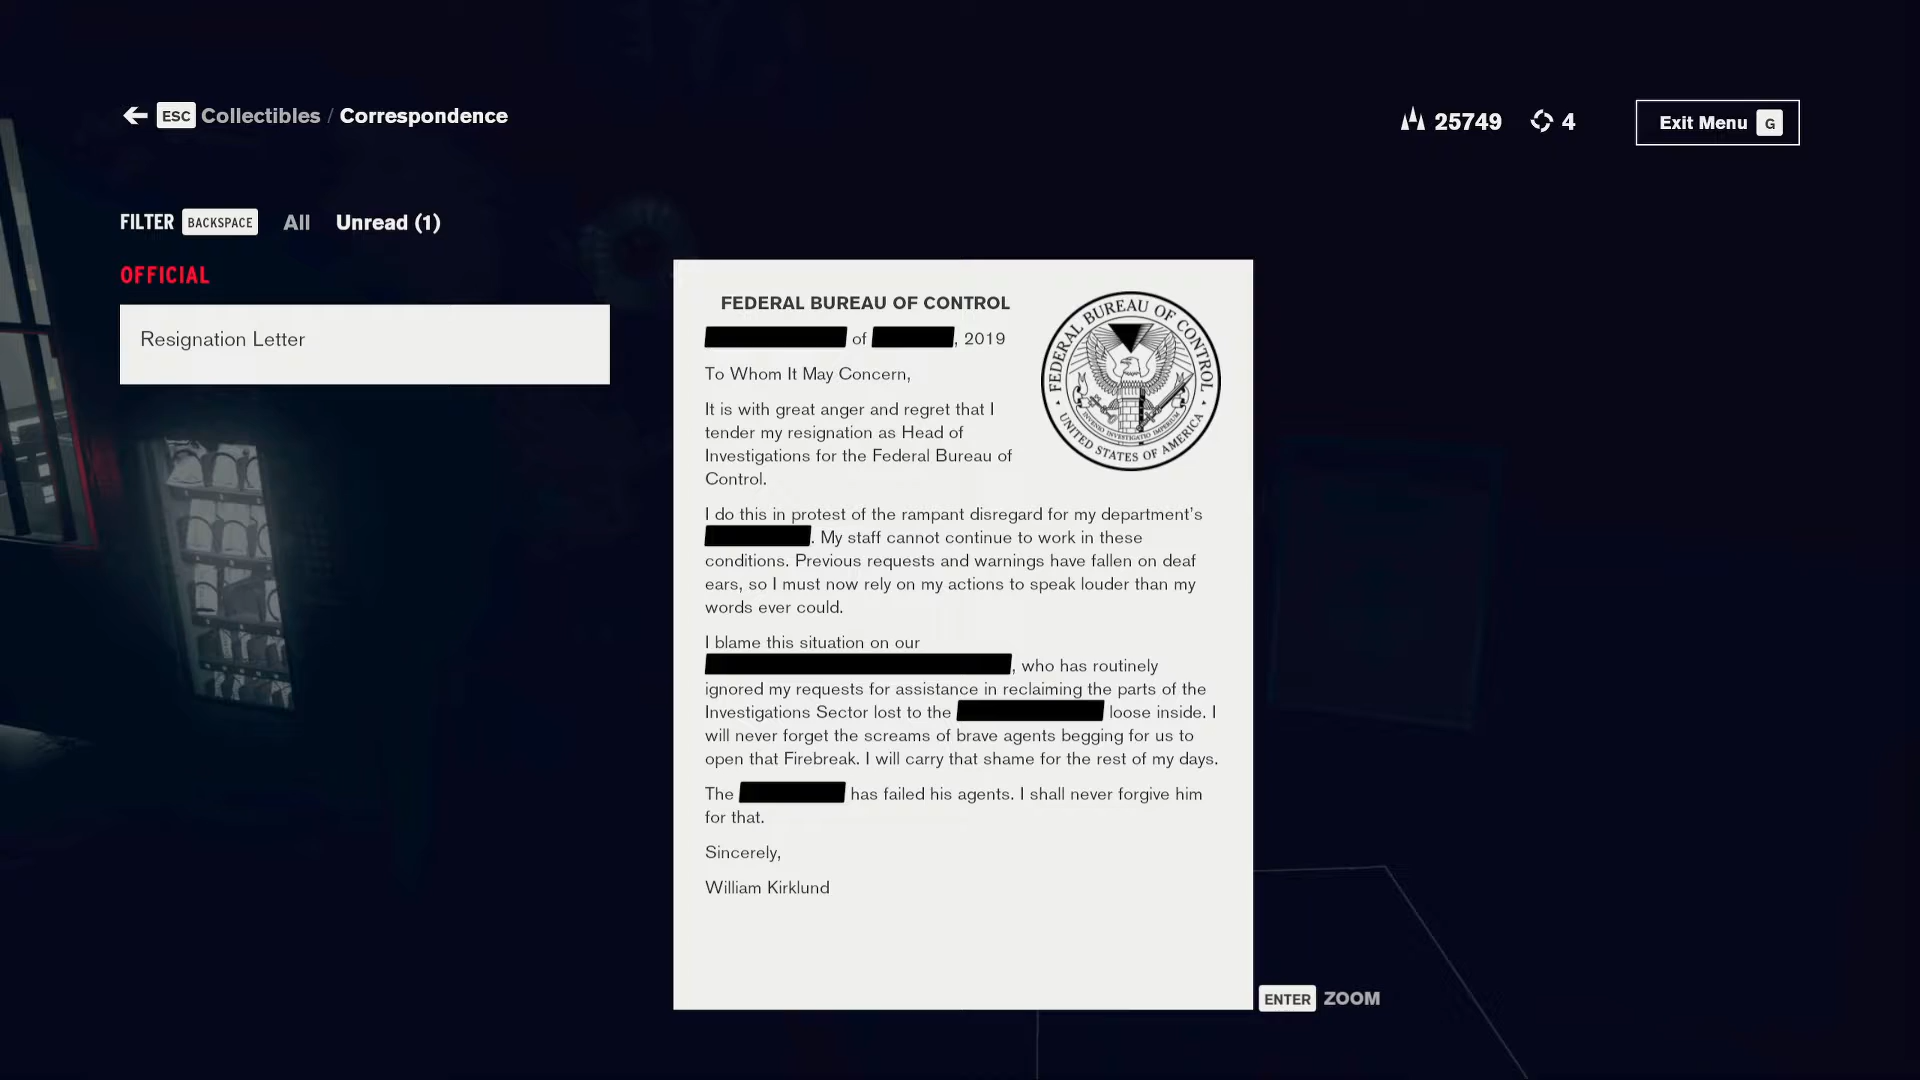 ESC Collectibles / Correspondence
25749 4 Exit Menu G
FILTER BACKSPACE All Unread (1)
OFFICIAL
Resignation Letter
FEDERAL BUREAU OF CONTROL
of , 2019
To Whom It May Concern,
It is with great anger and regret that I
tender my resignation as Head of
Investigations for the Federal Bureau of
Control.
FEDERAL BUREAU OF CONTROL
INVENIO INVESTIGATIO IMPERIUM
UNITED STATES OF AMERICA
I do this in protest of the rampant disregard for my department's
. My staff cannot continue to work in these
conditions. Previous requests and warnings have fallen on deaf
ears, so I must now rely on my actions to speak louder than my
words ever could.
I blame this situation on our
, who has routinely
ignored my requests for assistance in reclaiming the parts of the
Investigations Sector lost to the loose inside. I
will never forget the screams of brave agents begging for us to
open that Firebreak. I will carry that shame for the rest of my days.
The has failed his agents. I shall never forgive him
for that.
Sincerely,
William Kirklund
ENTER ZOOM